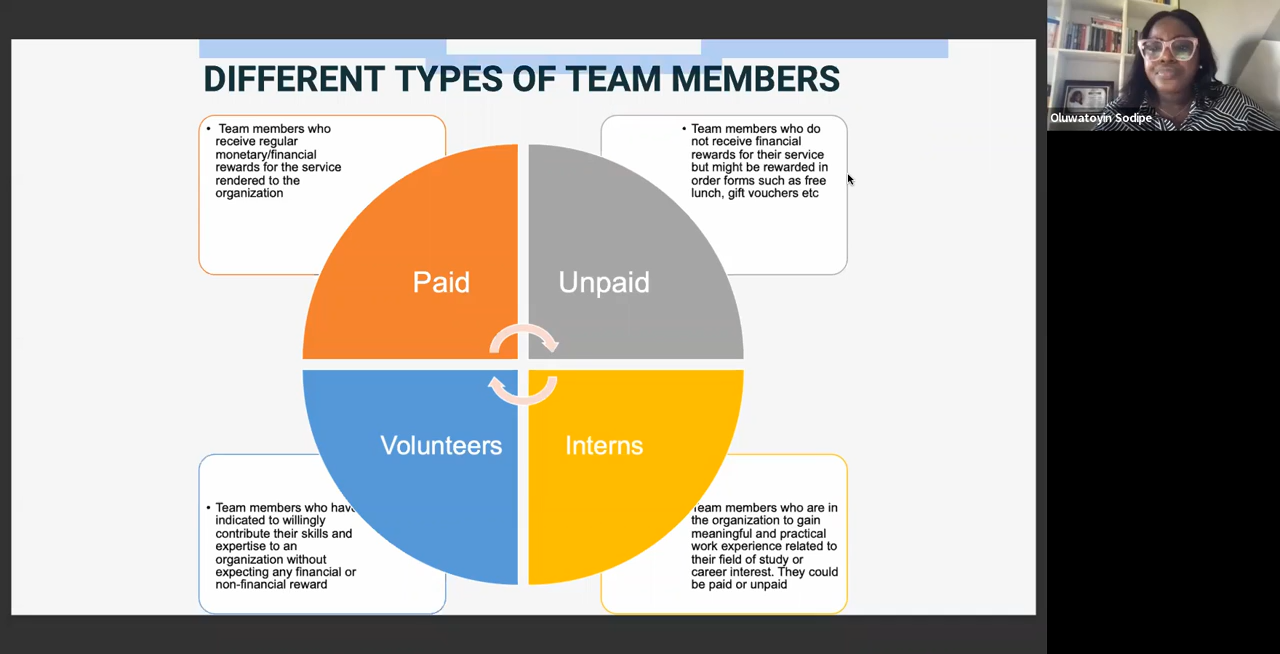 DIFFERENT TYPES OF TEAM MEMBERS
• Team members who
receive regular
monetary/financial
rewards for the service
rendered to the
organization
• Team members who do
not receive financial
rewards for their service
but might be rewarded in
order forms such as free
lunch, gift vouchers etc
Paid
Unpaid
Volunteers
Interns
• Team members who have
indicated to willingly
contribute their skills and
expertise to an
organization without
expecting any financial or
non-financial reward
Team members who are in
the organization to gain
meaningful and practical
work experience related to
their field of study or
career interest. They could
be paid or unpaid
Oluwatoyin Sodipe